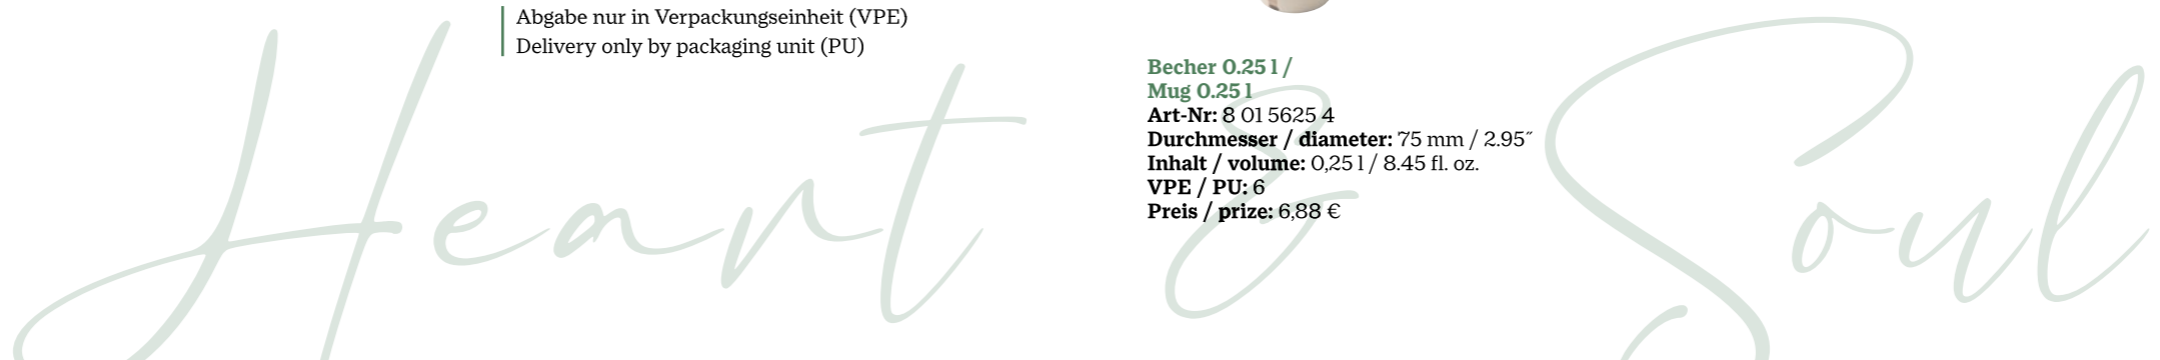 Abgabe nur in Verpackungseinheit (VPE)
Delivery only by packaging unit (PU)
Becher 0.25 l /
Mug 0.25 l
Art-Nr: 8 01 5625 4
Durchmesser / diameter: 75 mm / 2.95˝
Inhalt / volume: 0,25 l / 8.45 fl. oz.
VPE / PU: 6
Preis / prize: 6,88 €
Heart & Soul